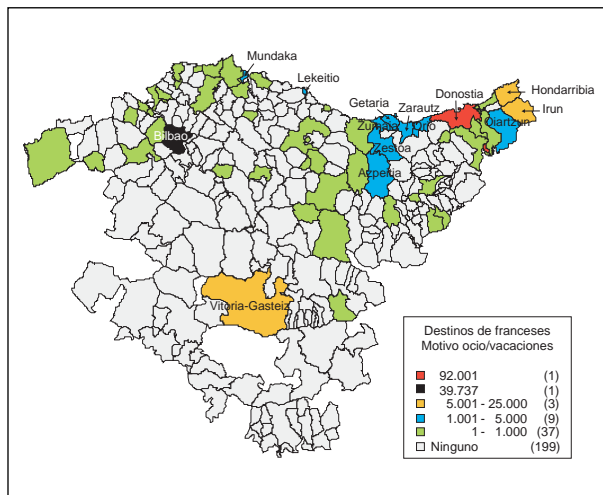 Mundaka
Lekeitio
Getaria
Zarautz
Donostia
Hondarribia
Irun
Zumaia
Orio
Oiartzun
Bilbao
Zestoa
Azpeitia
Vitoria-Gasteiz
Destinos de franceses
Motivo ocio/vacaciones
92.001 (1)
39.737 (1)
5.001 - 25.000 (3)
1.001 - 5.000 (9)
1 - 1.000 (37)
Ninguno (199)